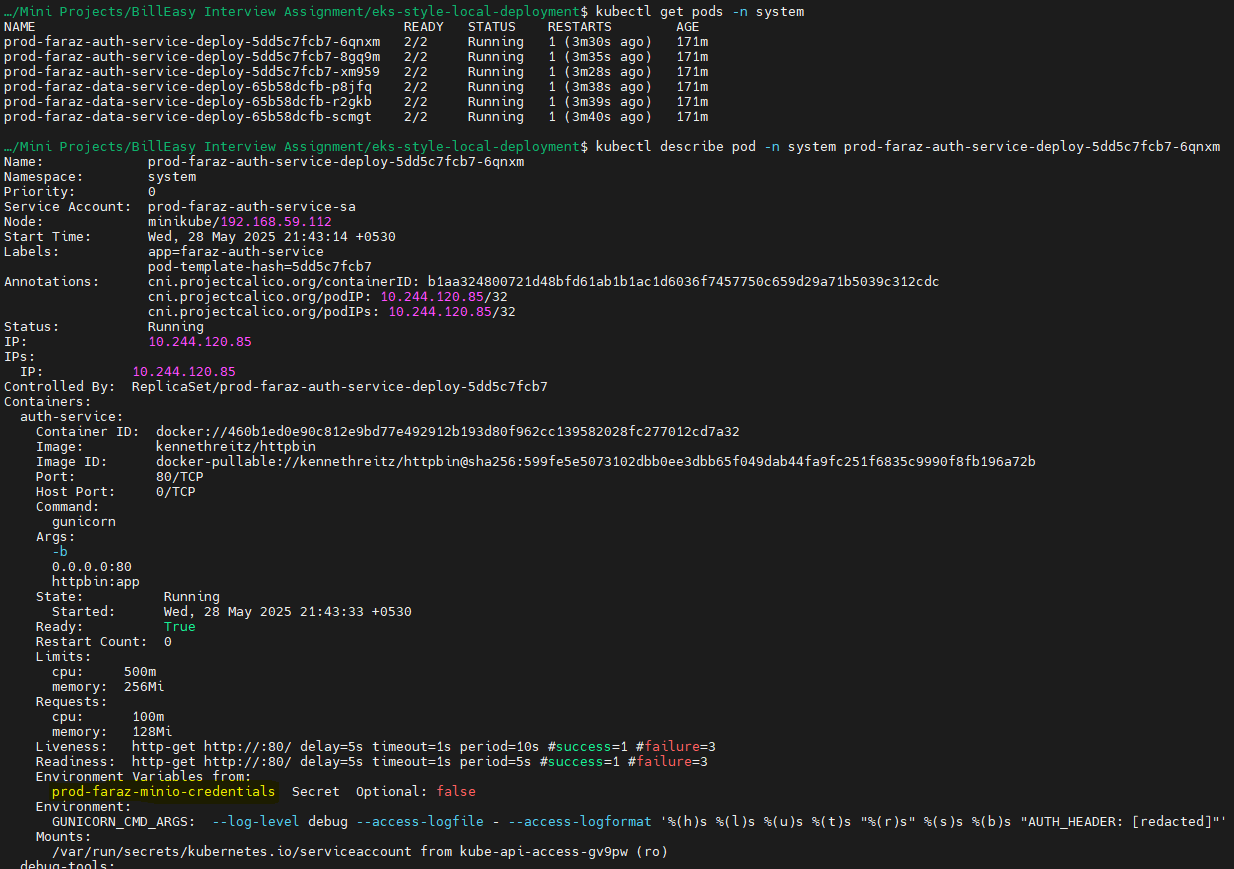 …/Mini Projects/BillEasy Interview Assignment/eks-style-local-deployment$ kubectl get pods -n system
NAME READY STATUS RESTARTS AGE
prod-faraz-auth-service-deploy-5dd5c7fcb7-6qnxm 2/2 Running 1 (3m30s ago) 171m
prod-faraz-auth-service-deploy-5dd5c7fcb7-8gq9m 2/2 Running 1 (3m35s ago) 171m
prod-faraz-auth-service-deploy-5dd5c7fcb7-xm959 2/2 Running 1 (3m28s ago) 171m
prod-faraz-data-service-deploy-65b58dcfb-p8jfq 2/2 Running 1 (3m38s ago) 171m
prod-faraz-data-service-deploy-65b58dcfb-r2gkb 2/2 Running 1 (3m39s ago) 171m
prod-faraz-data-service-deploy-65b58dcfb-scmgt 2/2 Running 1 (3m40s ago) 171m
…/Mini Projects/BillEasy Interview Assignment/eks-style-local-deployment$ kubectl describe pod -n system prod-faraz-auth-service-deploy-5dd5c7fcb7-6qnxm
Name: prod-faraz-auth-service-deploy-5dd5c7fcb7-6qnxm
Namespace: system
Priority: 0
Service Account: prod-faraz-auth-service-sa
Node: minikube/192.168.59.112
Start Time: Wed, 28 May 2025 21:43:14 +0530
Labels: app=faraz-auth-service
pod-template-hash=5dd5c7fcb7
Annotations: cni.projectcalico.org/containerID: b1aa324800721d48bfd61ab1b1ac1d6036f7457750c659d29a71b5039c312cdc
cni.projectcalico.org/podIP: 10.244.120.85/32
cni.projectcalico.org/podIPs: 10.244.120.85/32
Status: Running
IP: 10.244.120.85
IPs:
IP: 10.244.120.85
Controlled By: ReplicaSet/prod-faraz-auth-service-deploy-5dd5c7fcb7
Containers:
auth-service:
Container ID: docker://460b1ed0e90c812e9bd77e492912b193d80f962cc139582028fc277012cd7a32
Image: kennethreitz/httpbin
Image ID: docker-pullable://kennethreitz/httpbin@sha256:599fe5e5073102dbb0ee3dbb65f049dab44fa9fc251f6835c9990f8fb196a72b
Port: 80/TCP
Host Port: 0/TCP
Command:
gunicorn
Args:
-b
0.0.0.0:80
httpbin:app
State: Running
Started: Wed, 28 May 2025 21:43:33 +0530
Ready: True
Restart Count: 0
Limits:
cpu: 500m
memory: 256Mi
Requests:
cpu: 100m
memory: 128Mi
Liveness: http-get http://:80/ delay=5s timeout=1s period=10s #success=1 #failure=3
Readiness: http-get http://:80/ delay=5s timeout=1s period=5s #success=1 #failure=3
Environment Variables from:
prod-faraz-minio-credentials Secret Optional: false
Environment:
GUNICORN_CMD_ARGS: --log-level debug --access-logfile - --access-logformat '%(h)s %(l)s %(u)s %(t)s "%(r)s" %(s)s %(b)s "AUTH_HEADER: [redacted]"'
Mounts:
/var/run/secrets/kubernetes.io/serviceaccount from kube-api-access-gv9pw (ro)
debug-tools: